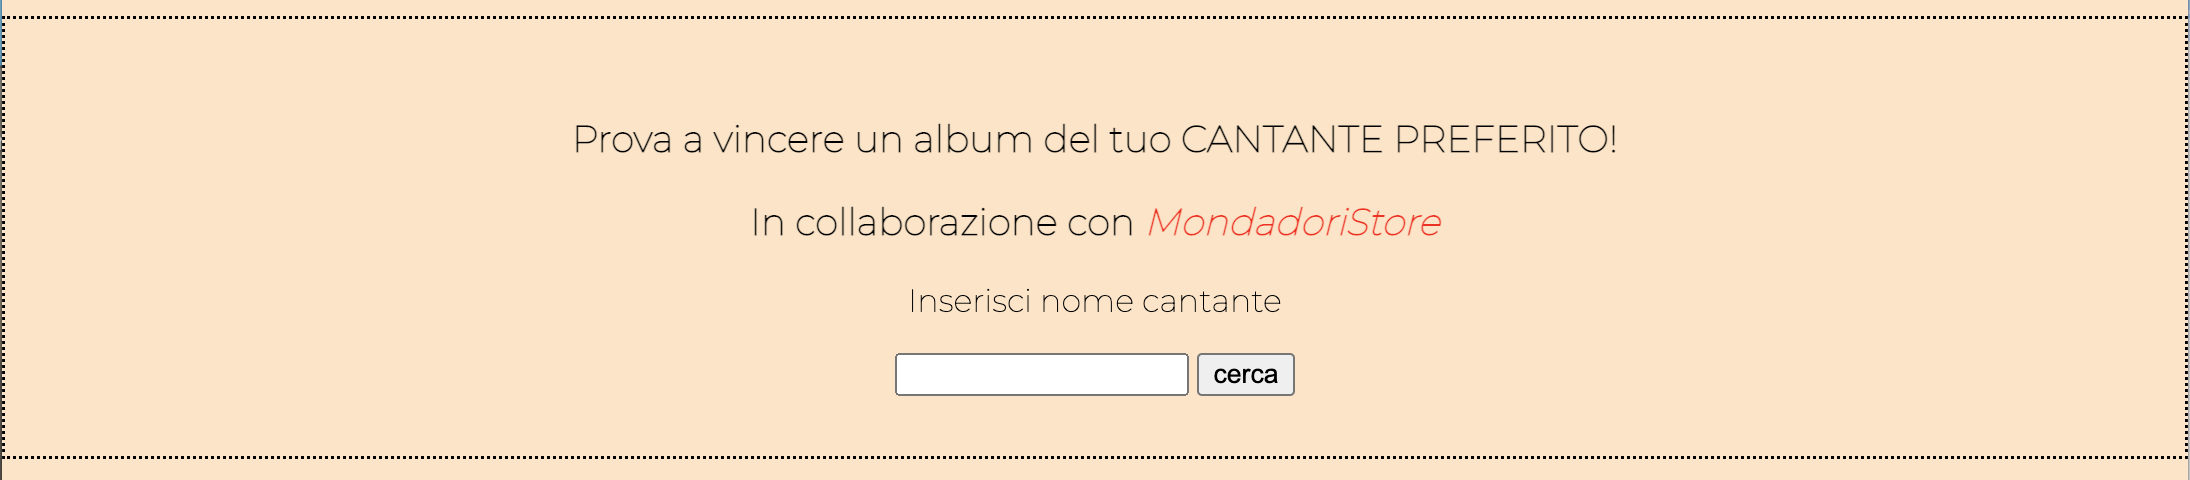 Prova a vincere un album del tuo CANTANTE PREFERITO!
In collaborazione con MondadoriStore
Inserisci nome cantante
cerca